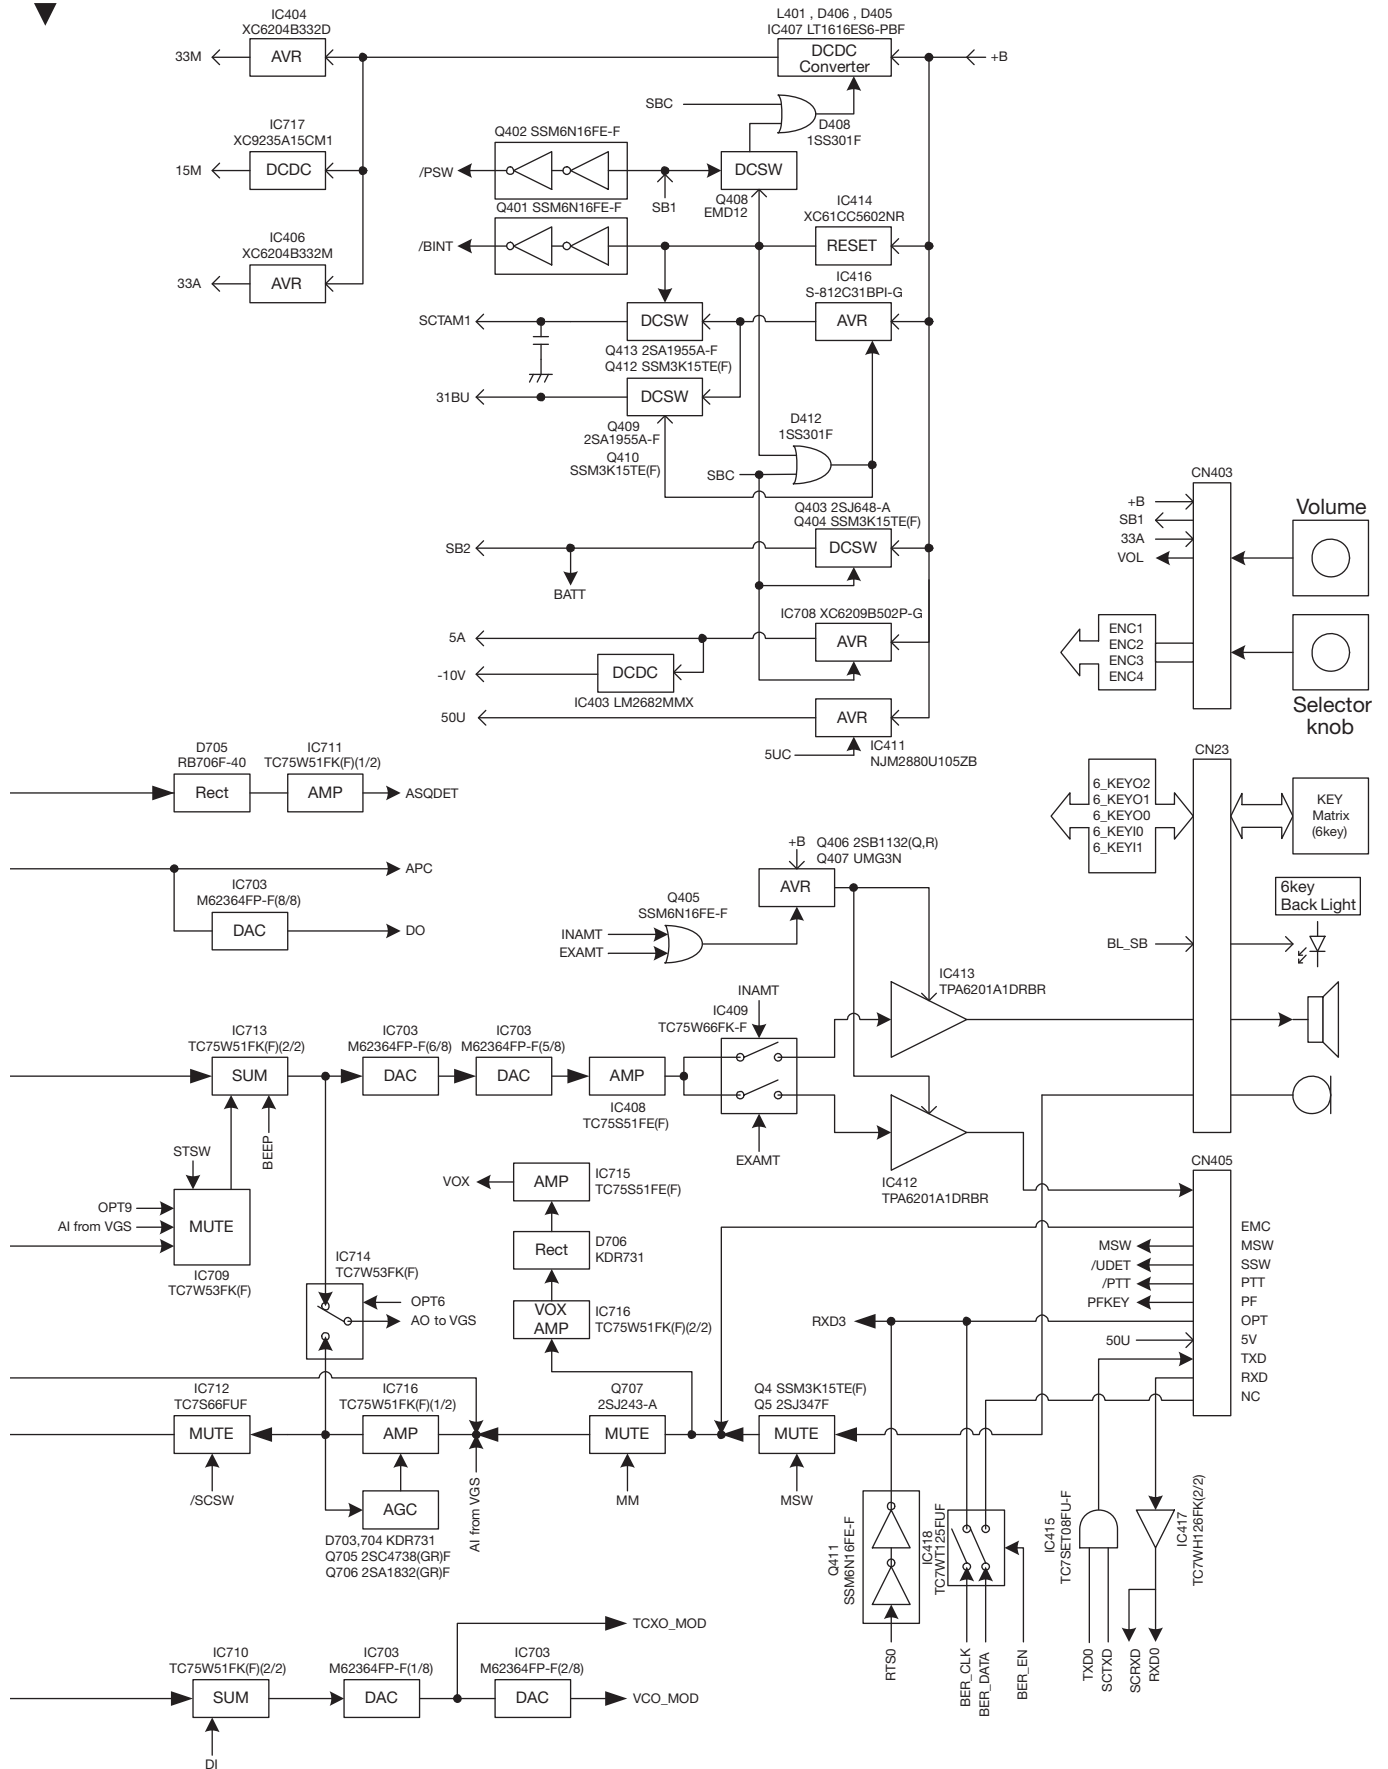 IC404
XC6204B332D
33M
AVR
L401 , D406 , D405
IC407 LT1616ES6-PBF
DCDC
Converter
+B
SBC
D408
1SS301F
IC717
XC9235A15CM1
15M
DCDC
Q402 SSM6N16FE-F
/PSW
SB1
DCSW
Q408
EMD12
Q401 SSM6N16FE-F
/BINT
IC414
XC61CC5602NR
RESET
IC406
XC6204B332M
33A
AVR
IC416
S-812C31BPI-G
SCTAM1
DCSW
AVR
Q413 2SA1955A-F
Q412 SSM3K15TE(F)
31BU
DCSW
Q409
2SA1955A-F
Q410
SSM3K15TE(F)
D412
1SS301F
SBC
Q403 2SJ648-A
Q404 SSM3K15TE(F)
SB2
DCSW
BATT
IC708 XC6209B502P-G
5A
AVR
-10V
DCDC
IC403 LM2682MMX
50U
AVR
5UC
IC411
NJM2880U105ZB
CN403
+B
SB1
33A
VOL
Volume
ENC1
ENC2
ENC3
ENC4
Selector
knob
D705
RB706F-40
IC711
TC75W51FK(F)(1/2)
Rect
AMP
ASQDET
CN23
6_KEYO2
6_KEYO1
6_KEYO0
6_KEYI0
6_KEYI1
KEY
Matrix
(6key)
APC
IC703
M62364FP-F(8/8)
DAC
DO
+B
Q406 2SB1132(Q,R)
Q407 UMG3N
AVR
Q405
SSM6N16FE-F
INAMT
EXAMT
6key
Back Light
BL_SB
IC413
TPA6201A1DRBR
INAMT
IC409
TC75W66FK-F
IC713
TC75W51FK(F)(2/2)
SUM
IC703
M62364FP-F(6/8)
DAC
IC703
M62364FP-F(5/8)
DAC
AMP
IC408
TC75S51FE(F)
EXAMT
IC412
TPA6201A1DRBR
BEEP
STSW
OPT9
AI from VGS
MUTE
IC709
TC7W53FK(F)
VOX
AMP
IC715
TC75S51FE(F)
Rect
D706
KDR731
VOX
AMP
IC716
TC75W51FK(F)(2/2)
IC714
TC7W53FK(F)
OPT6
AO to VGS
CN405
EMC
MSW
MSW
/UDET
SSW
/PTT
PTT
PFKEY
PF
RXD3
OPT
50U
5V
TXD
RXD
NC
IC712
TC7S66FUF
MUTE
/SCSW
IC716
TC75W51FK(F)(1/2)
AMP
AGC
D703,704 KDR731
Q705 2SC4738(GR)F
Q706 2SA1832(GR)F
AI from VGS
Q707
2SJ243-A
MUTE
MM
Q4 SSM3K15TE(F)
Q5 2SJ347F
MUTE
MSW
Q411
SSM6N16FE-F
RTS0
IC418
TC7WT125FUF
BER_CLK
BER_DATA
BER_EN
IC415
TC7SET08FU-F
TXD0
SCTXD
IC417
TC7WH126FK(2/2)
SCRXD
RXD0
TCXO_MOD
IC710
TC75W51FK(F)(2/2)
SUM
DI
IC703
M62364FP-F(1/8)
DAC
IC703
M62364FP-F(2/8)
DAC
VCO_MOD